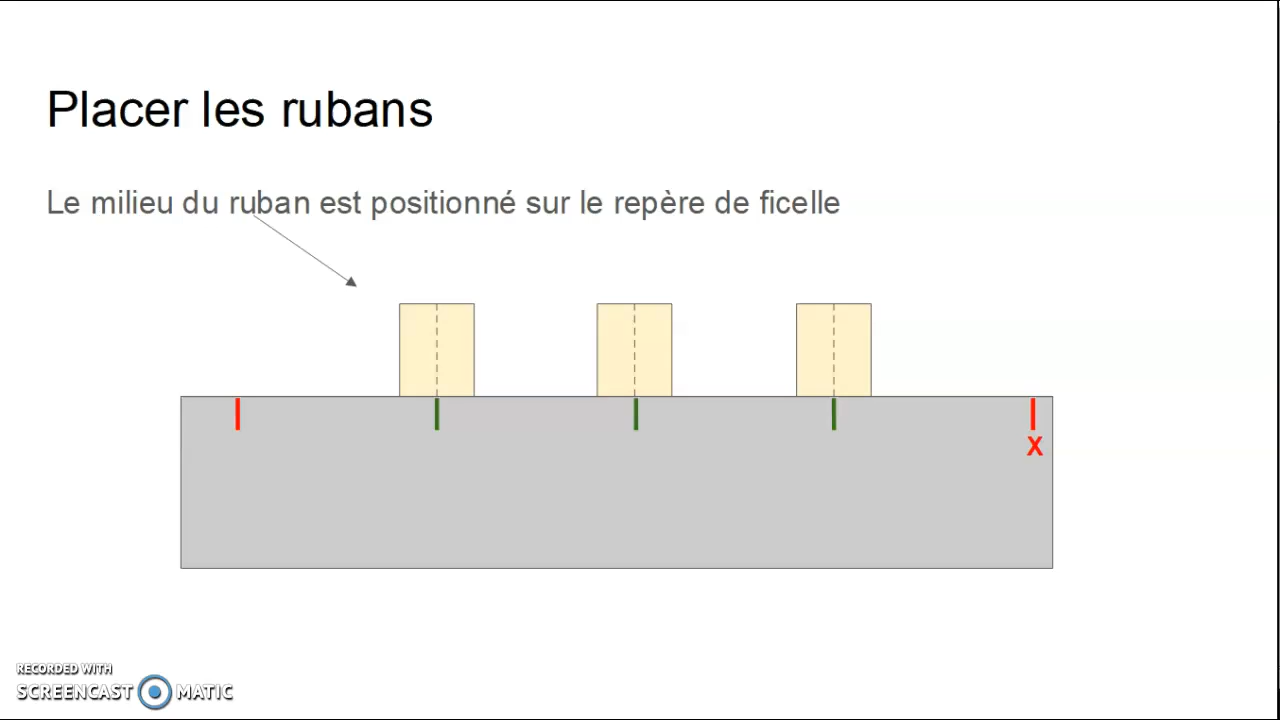 Placer les rubans
Le milieu du ruban est positionné sur le repère de ficelle
X
RECORDED WITH
SCREENCAST MATIC